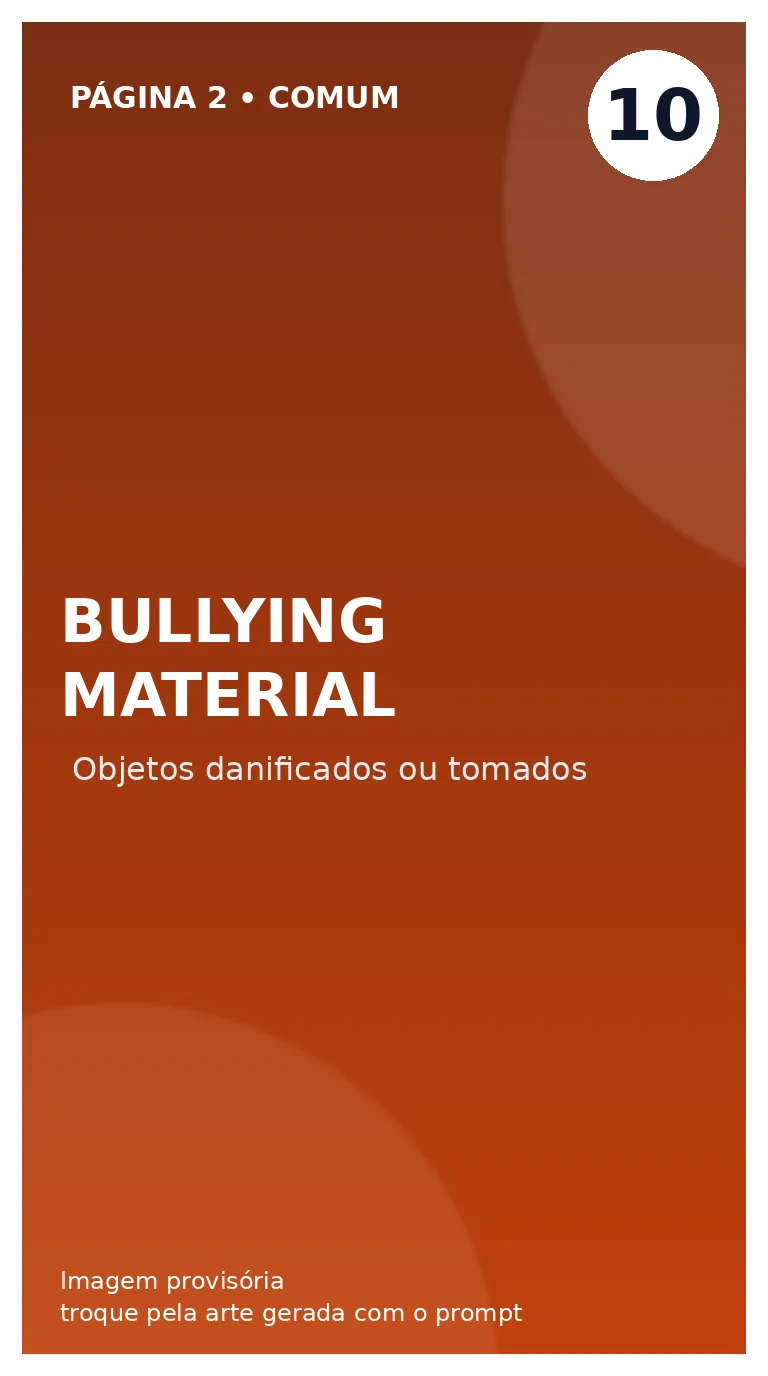 PÁGINA 2 • COMUM
10
BULLYING
MATERIAL
Objetos danificados ou tomados
Imagem provisória
troque pela arte gerada com o prompt